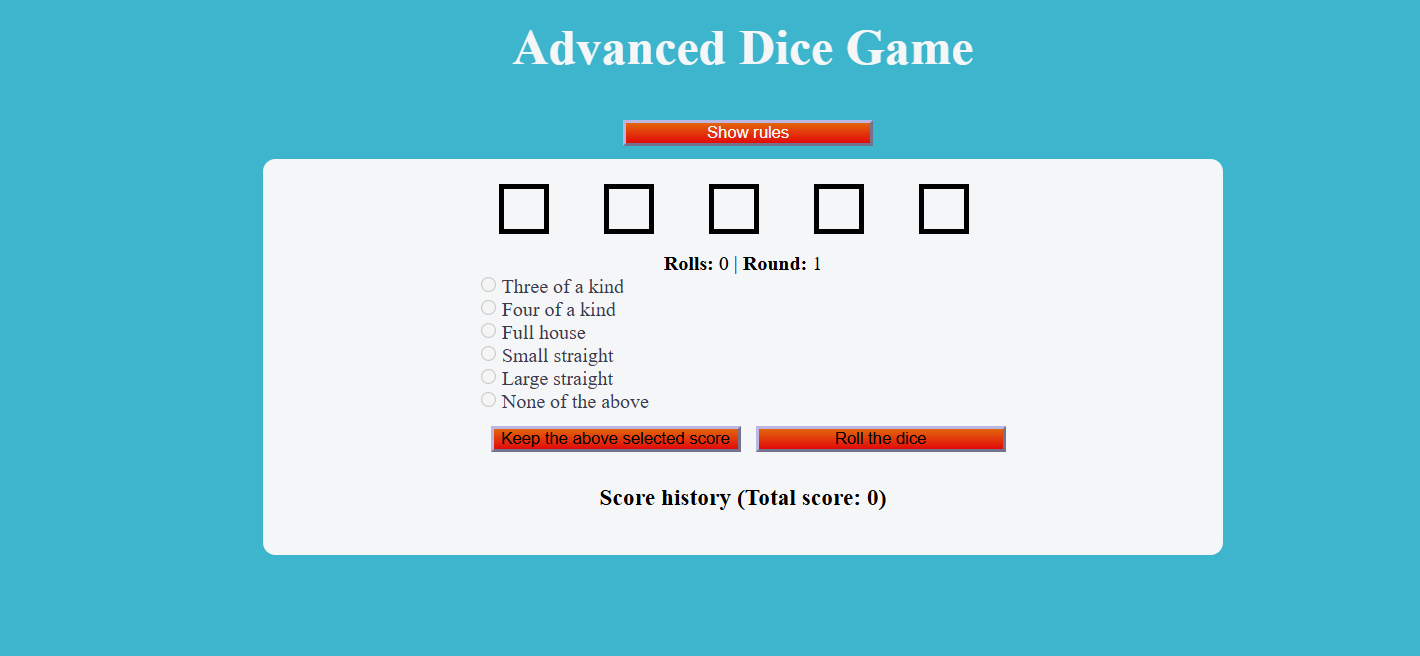 Advanced Dice Game
Show rules
Rolls: 0 | Round: 1
Three of a kind
Four of a kind
Full house
Small straight
Large straight
None of the above
Keep the above selected score
Roll the dice
Score history (Total score: 0)